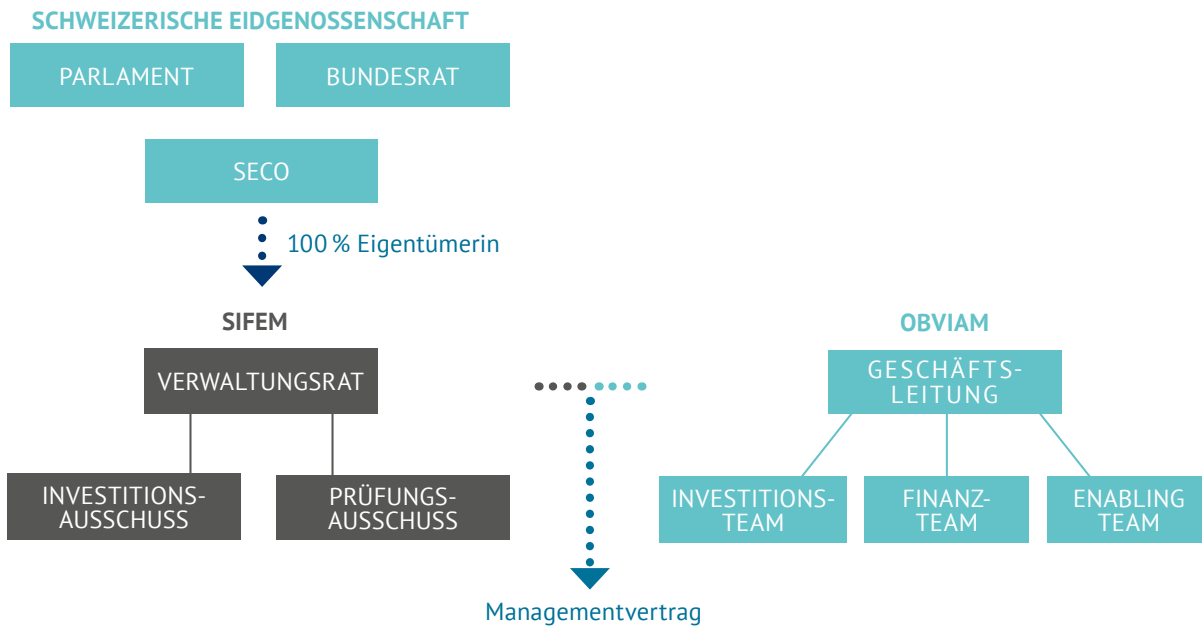 SCHWEIZERISCHE EIDGENOSSENSCHAFT
PARLAMENT
BUNDESRAT
SECO
100 % Eigentümerin
SIFEM
VERWALTUNGSRAT
INVESTITIONS-
AUSSCHUSS
PRÜFUNGS-
AUSSCHUSS
OBVIAM
GESCHÄFTS-
LEITUNG
INVESTITIONS-
TEAM
FINANZ-
TEAM
ENABLING
TEAM
Managementvertrag